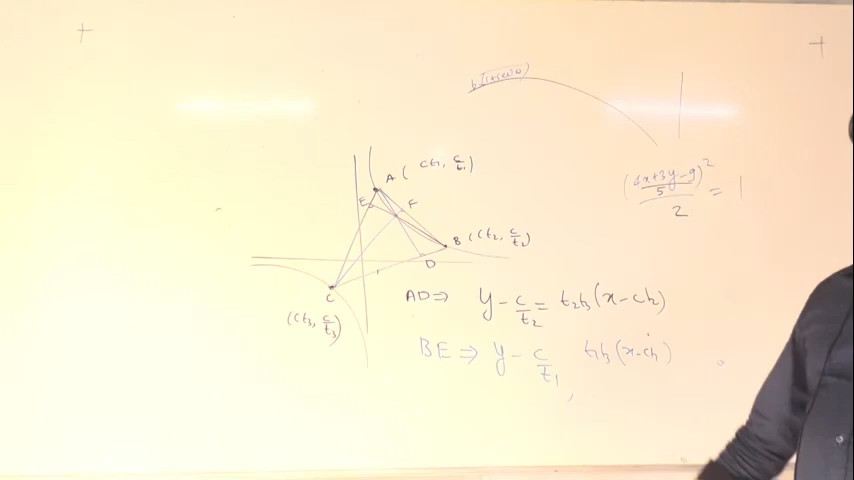 A ( ct₁, c/t₁)
E
F
B ((t₂, c/t₂)
D
C
(ct₃, c/t₃)
((4x+3y-9)/5)²/2 = 1
AD ⇒ y - c/t₂ = t₂t₃(x - ct₂)
BE ⇒ y - c/t₁ t₁t₃(x - ct₁)